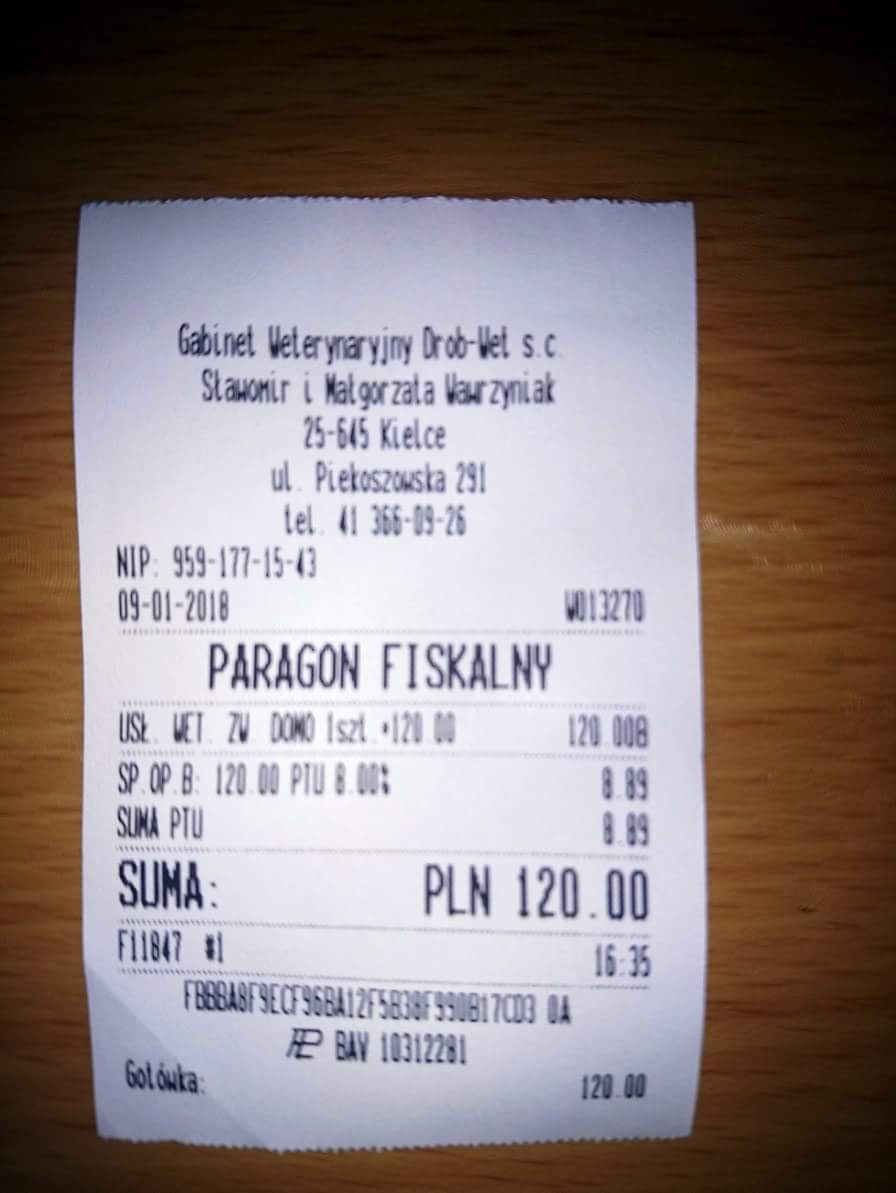 Gabinet Weterynaryjny Drob-Wet s.c.
Sławomir i Małgorzata Wawrzyniak
25-645 Kielce
ul. Piekoszowska 291
tel. 41 366-09-26
NIP: 959-177-15-43
09-01-2018 W013270
PARAGON FISKALNY
USŁ. WET. ZW DOMO 1szt.*120.00 120.00B
SP.OP.B: 120.00 PTU 8.00% 8.89
SUMA PTU 8.89
SUMA: PLN 120.00
F11847 #1 16:35
BAV 10312281
Gotówka: 120.00